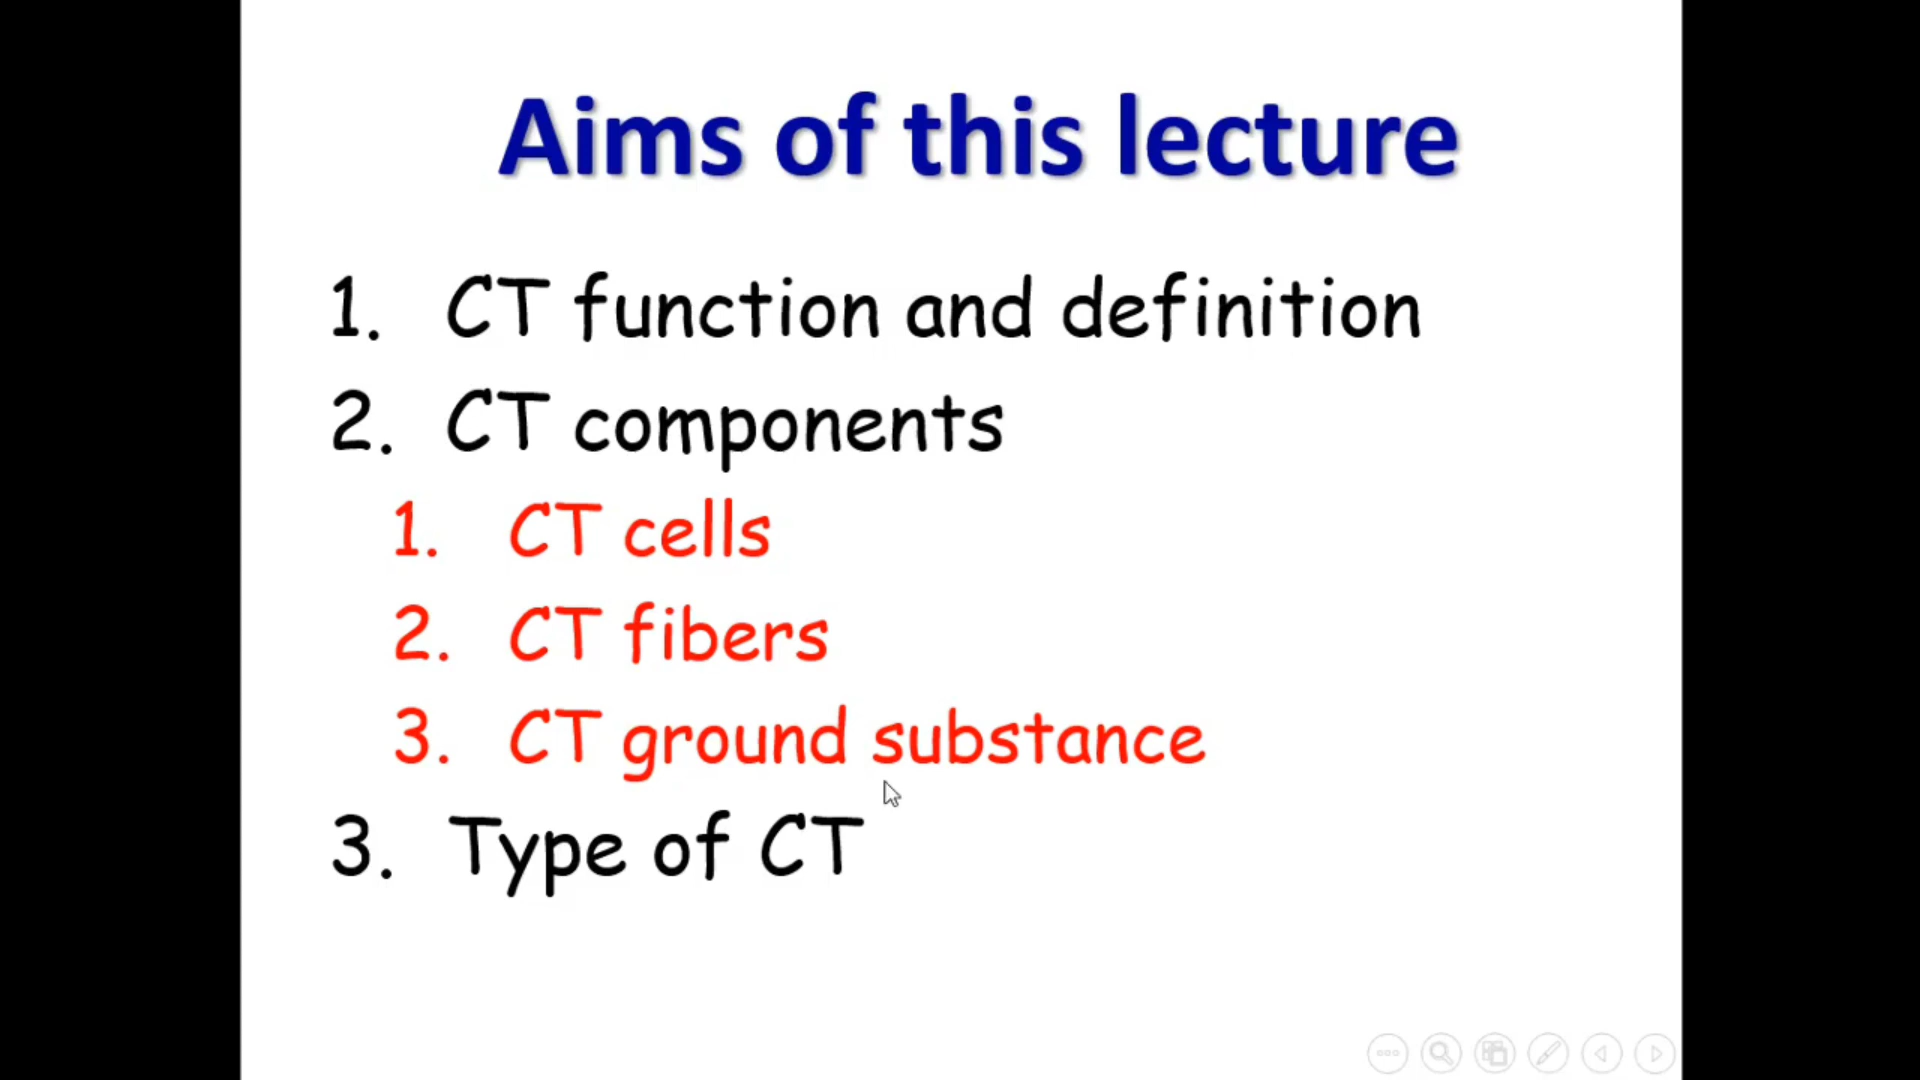 Aims of this lecture
1. CT function and definition
2. CT components
1. CT cells
2. CT fibers
3. CT ground substance
3. Type of CT